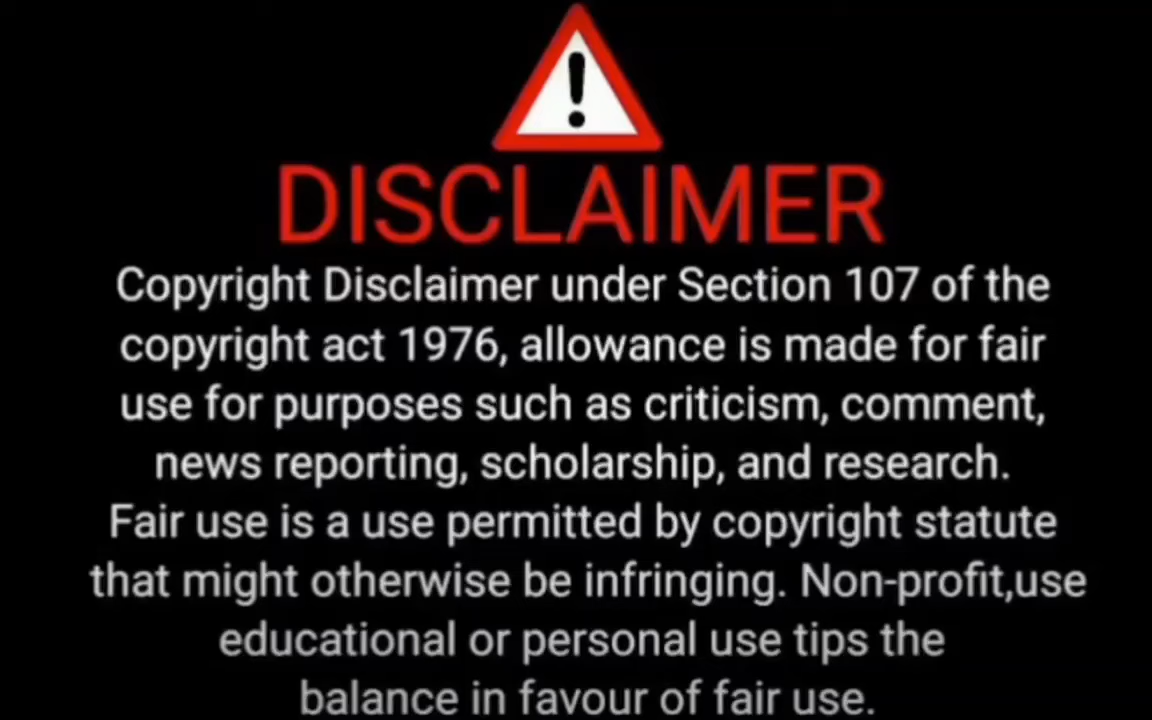 DISCLAIMER
Copyright Disclaimer under Section 107 of the
copyright act 1976, allowance is made for fair
use for purposes such as criticism, comment,
news reporting, scholarship, and research.
Fair use is a use permitted by copyright statute
that might otherwise be infringing. Non-profit,use
educational or personal use tips the
balance in favour of fair use.